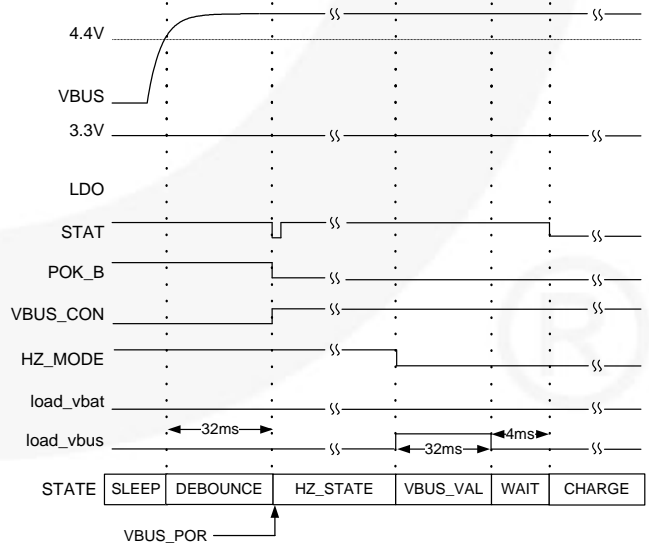 4.4V
VBUS
3.3V
LDO
STAT
POK_B
VBUS_CON
HZ_MODE
load_vbat
32ms
4ms
load_vbus
32ms
STATE SLEEP DEBOUNCE HZ_STATE VBUS_VAL WAIT CHARGE
VBUS_POR
®